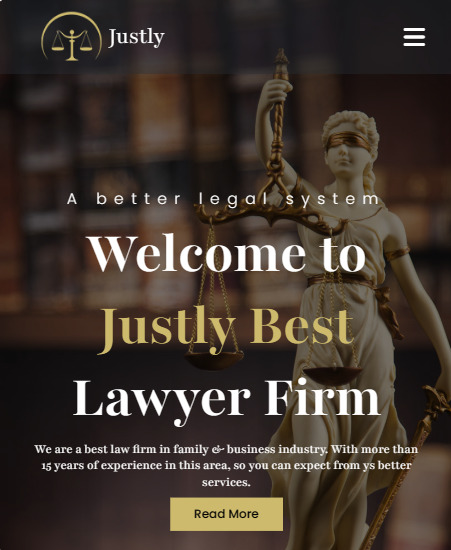 Justly
A better legal system
Welcome to
Justly Best
Lawyer Firm
We are a best law firm in family & business industry. With more than
15 years of experience in this area, so you can expect from ys better
services.
Read More